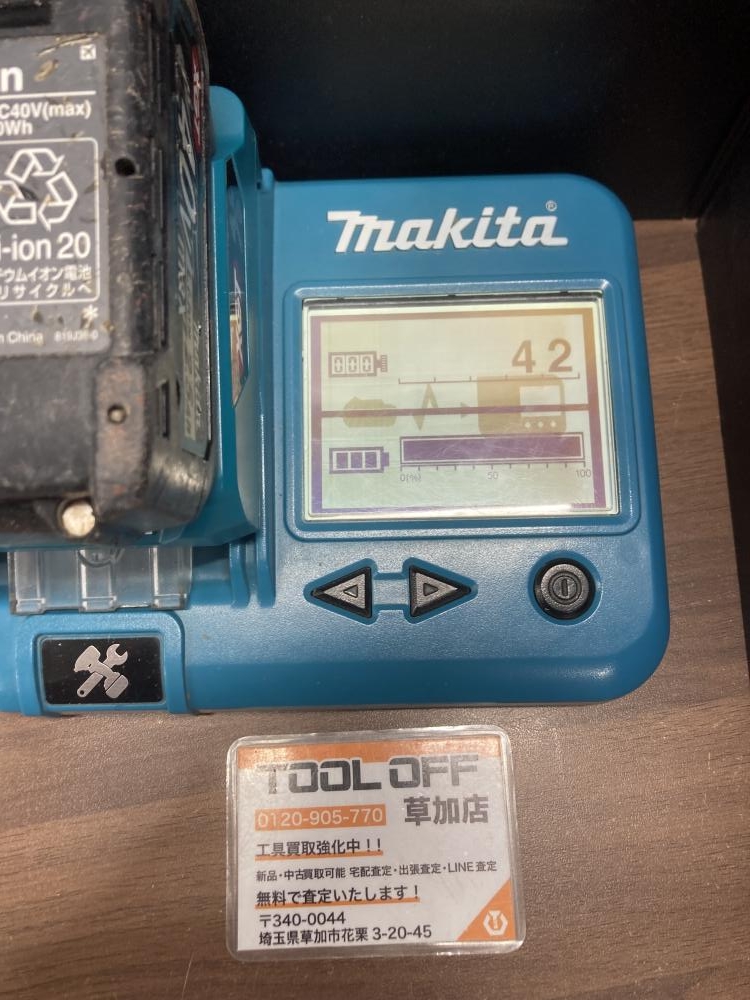 makita®
42
000
0(%) 50 100
C40V(max)
0Wh
i-ion 20
ウムイオン電池
リサイクルへ
China
TOOL OFF
0120-905-770 草加店
工具買取強化中!!
新品・中古買取可能 宅配査定・出張査定・LINE査定
無料で査定いたします!
〒340-0044
埼玉県草加市花栗 3-20-45